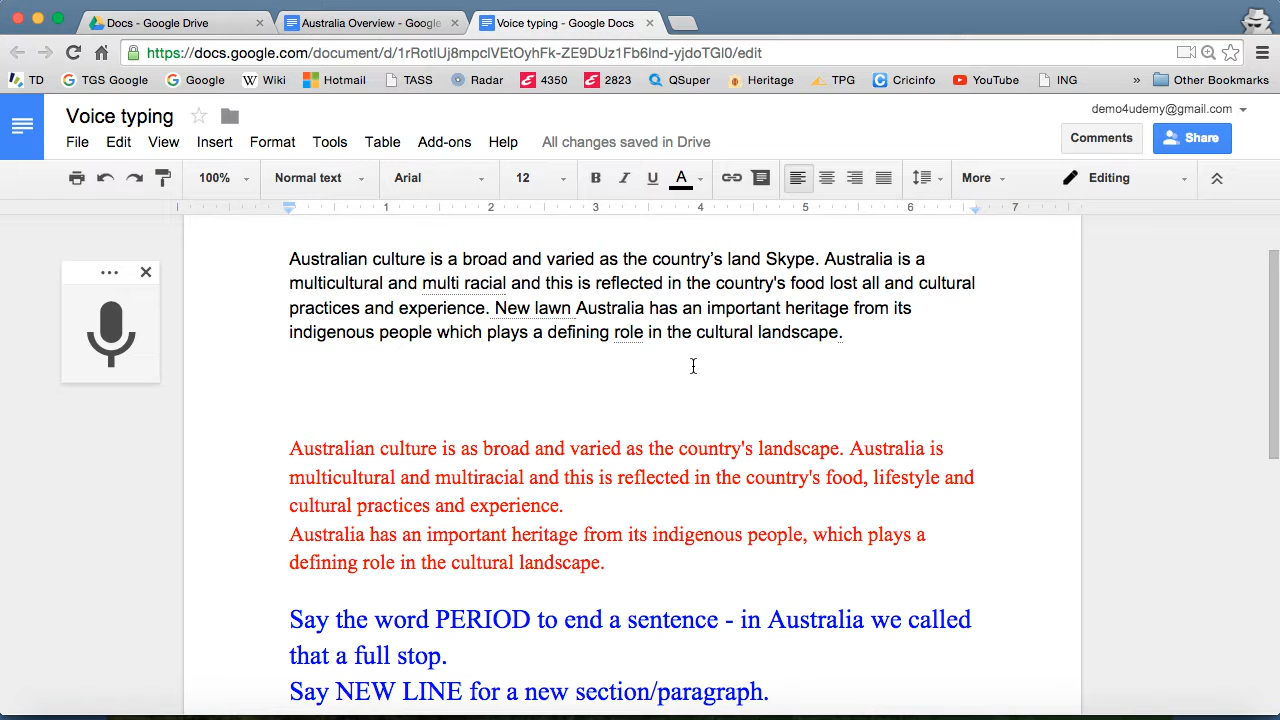 Docs - Google Drive
Australia Overview - Google
Voice typing - Google Docs
https://docs.google.com/document/d/1rRotlUj8mpclVEtOyhFk-ZE9DUz1Fb6lnd-yjdoTGl0/edit
TD TGS Google Google Wiki Hotmail TASS Radar 4350 2823 QSuper Heritage TPG Cricinfo YouTube ING » Other Bookmarks
Voice typing
demo4udemy@gmail.com
File Edit View Insert Format Tools Table Add-ons Help All changes saved in Drive
Comments Share
100% Normal text Arial 12 B I U A More Editing
1 2 3 4 5 6 7
Australian culture is a broad and varied as the country's land Skype. Australia is a
multicultural and multi racial and this is reflected in the country's food lost all and cultural
practices and experience. New lawn Australia has an important heritage from its
indigenous people which plays a defining role in the cultural landscape.
Australian culture is as broad and varied as the country's landscape. Australia is
multicultural and multiracial and this is reflected in the country's food, lifestyle and
cultural practices and experience.
Australia has an important heritage from its indigenous people, which plays a
defining role in the cultural landscape.
Say the word PERIOD to end a sentence - in Australia we called
that a full stop.
Say NEW LINE for a new section/paragraph.